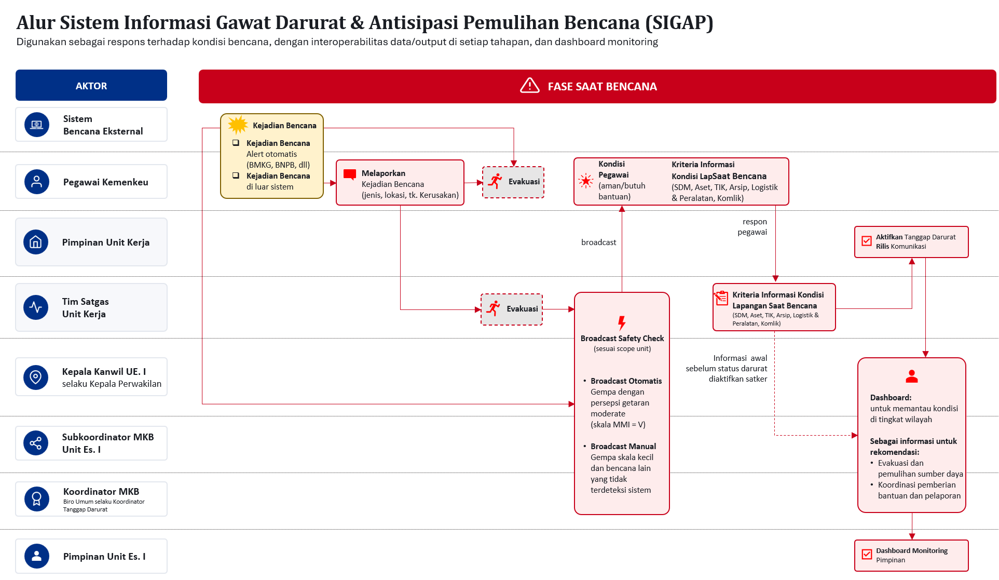 Alur Sistem Informasi Gawat Darurat & Antisipasi Pemulihan Bencana (SIGAP)
Digunakan sebagai respons terhadap kondisi bencana, dengan interoperabilitas data/output di setiap tahapan, dan dashboard monitoring
AKTOR
FASE SAAT BENCANA
Sistem
Bencana Eksternal
Kejadian Bencana
Kejadian Bencana
Alert otomatis
(BMKG, BNPB, dll)
Kejadian Bencana
di luar sistem
Pegawai Kemenkeu
Melaporkan
Kejadian Bencana
(jenis, lokasi, tk. Kerusakan)
Evakuasi
Kondisi
Pegawai
(aman/butuh
bantuan)
Kriteria Informasi
Kondisi LapSaat Bencana
(SDM, Aset, TIK, Arsip, Logistik
& Peralatan, Komlik)
Pimpinan Unit Kerja
broadcast
respon
pegawai
Aktifkan Tanggap Darurat
Rilis Komunikasi
Tim Satgas
Unit Kerja
Evakuasi
Broadcast Safety Check
(sesuai scope unit)
• Broadcast Otomatis
Gempa dengan
persepsi getaran
moderate
(skala MMI = V)
• Broadcast Manual
Gempa skala kecil
dan bencana lain
yang tidak
terdeteksi sistem
Kriteria Informasi Kondisi
Lapangan Saat Bencana
(SDM, Aset, TIK, Arsip, Logistik &
Peralatan, Komlik)
Kepala Kanwil UE. I
selaku Kepala Perwakilan
Informasi awal
sebelum status darurat
diaktifkan satker
Dashboard:
untuk memantau kondisi
di tingkat wilayah
Sebagai informasi untuk
rekomendasi:
• Evakuasi dan
pemulihan sumber daya
• Koordinasi pemberian
bantuan dan pelaporan
Subkoordinator MKB
Unit Es. I
Koordinator MKB
Biro Umum selaku Koordinator
Tanggap Darurat
Pimpinan Unit Es. I
Dashboard Monitoring
Pimpinan